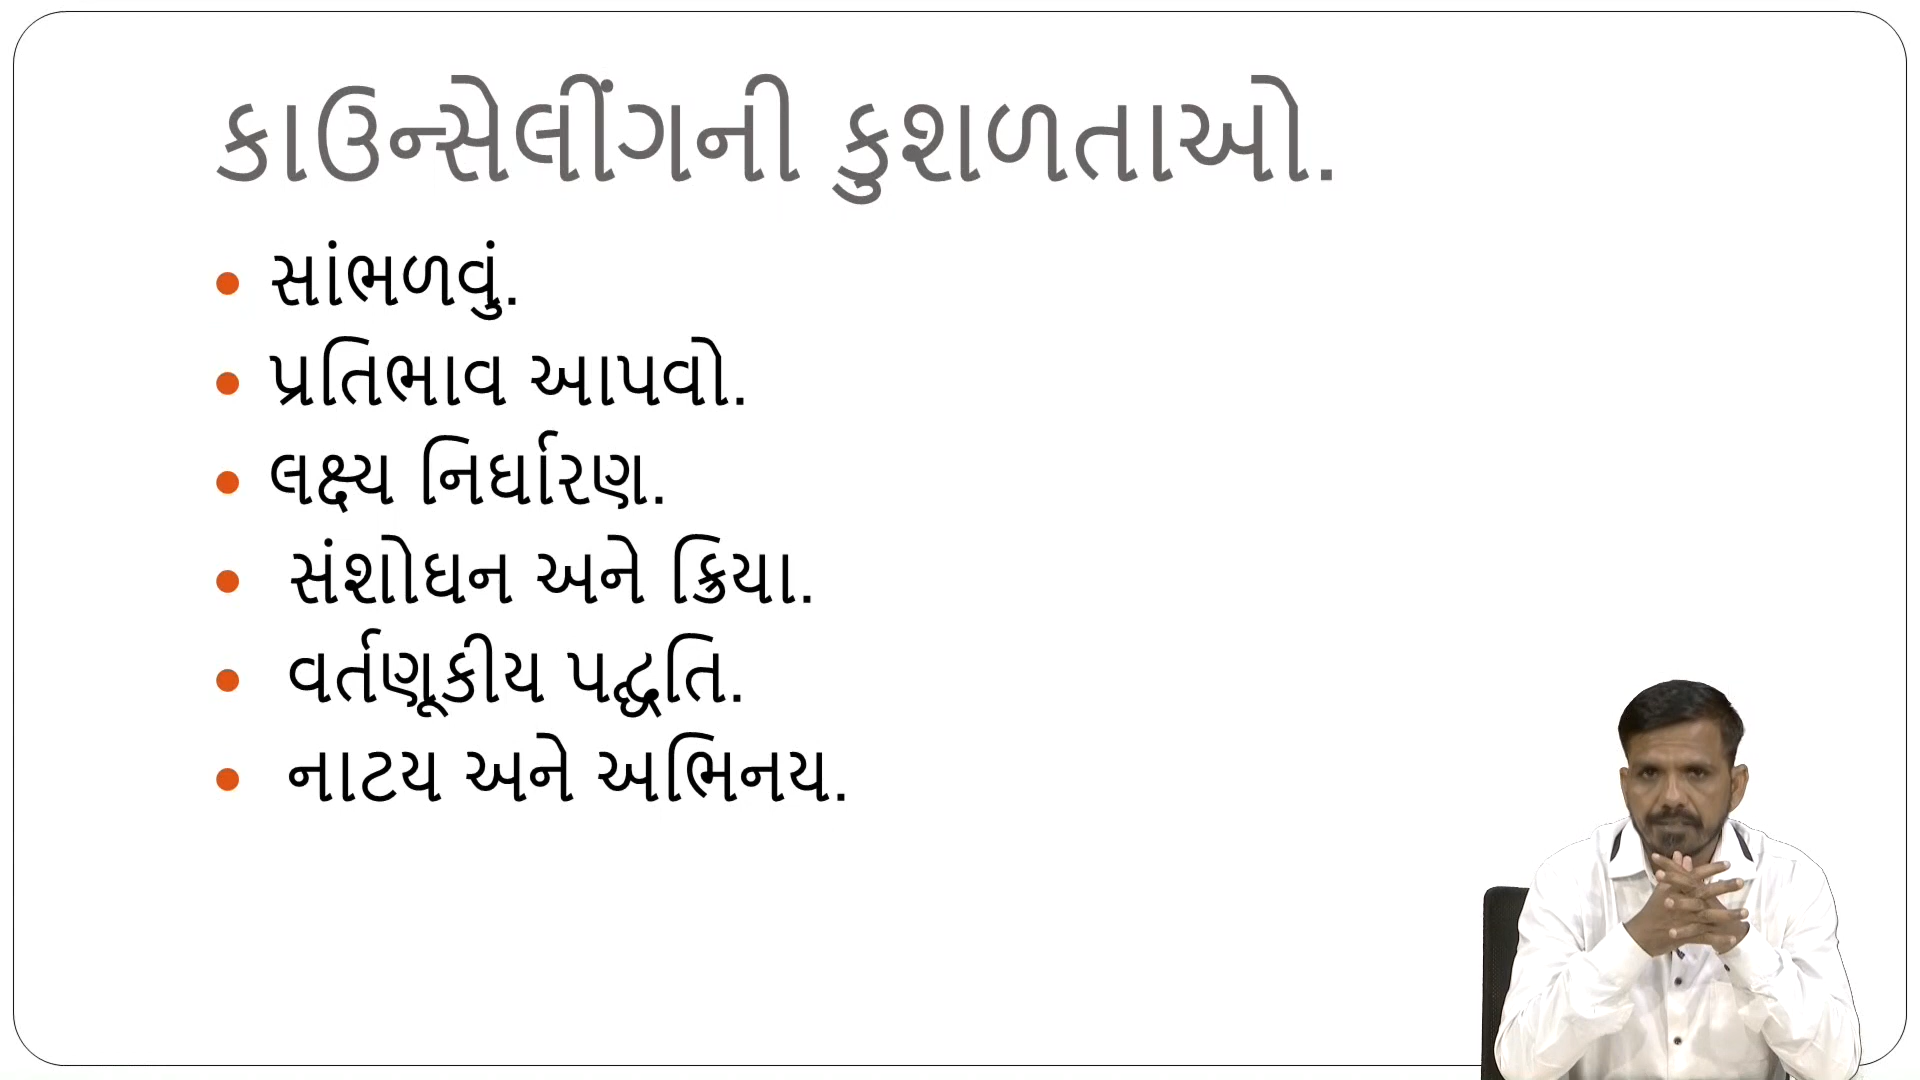 કાઉન્સેલીંગની કુશળતાઓ.
સાંભળવું.
પ્રતિભાવ આપવો.
લક્ષ્ય નિર્ધારણ.
સંશોધન અને ક્રિયા.
વર્તણૂકીય પદ્ધતિ.
નાટય અને અભિનય.